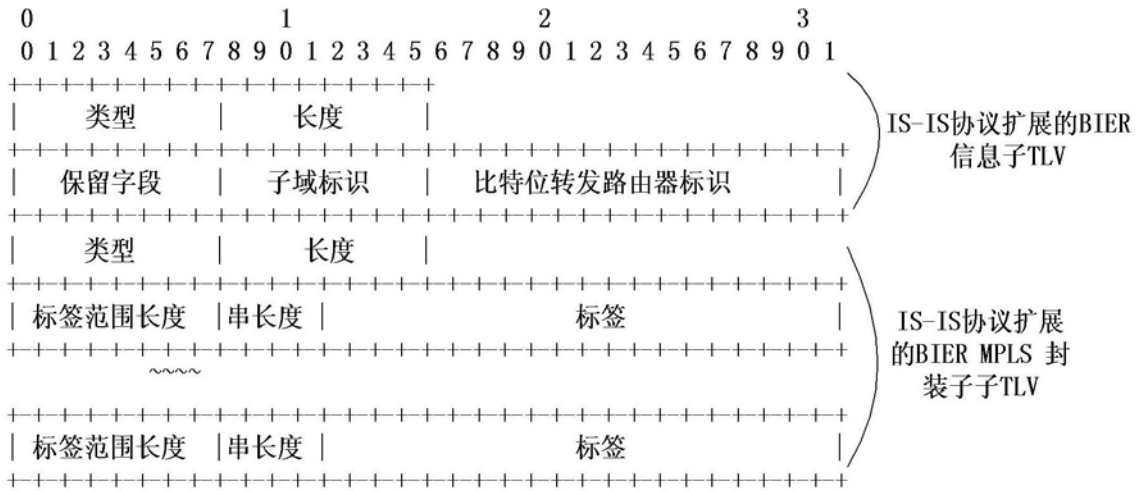 0 1 2 3
0 1 2 3 4 5 6 7 8 9 0 1 2 3 4 5 6 7 8 9 0 1 2 3 4 5 6 7 8 9 0 1
+-+-+-+-+-+-+-+-+-+-+-+-+-+-+-+-+
| 类型 | 长度 |
+-+-+-+-+-+-+-+-+-+-+-+-+-+-+-+-+-+-+-+-+-+-+-+-+-+-+-+-+-+-+-+-+
| 保留字段 | 子域标识 | 比特位转发路由器标识 |
+-+-+-+-+-+-+-+-+-+-+-+-+-+-+-+-+-+-+-+-+-+-+-+-+-+-+-+-+-+-+-+-+
IS-IS协议扩展的BIER
信息子TLV
| 类型 | 长度 |
+-+-+-+-+-+-+-+-+-+-+-+-+-+-+-+-+-+-+-+-+-+-+-+-+-+-+-+-+-+-+-+-+
| 标签范围长度 |串长度 | 标签 |
+-+-+-+-+-+-+-+-+-+-+-+-+-+-+-+-+-+-+-+-+-+-+-+-+-+-+-+-+-+-+-+-+
~~~~
+-+-+-+-+-+-+-+-+-+-+-+-+-+-+-+-+-+-+-+-+-+-+-+-+-+-+-+-+-+-+-+-+
| 标签范围长度 |串长度 | 标签 |
+-+-+-+-+-+-+-+-+-+-+-+-+-+-+-+-+-+-+-+-+-+-+-+-+-+-+-+-+-+-+-+-+
IS-IS协议扩展
的BIER MPLS 封
装子子TLV